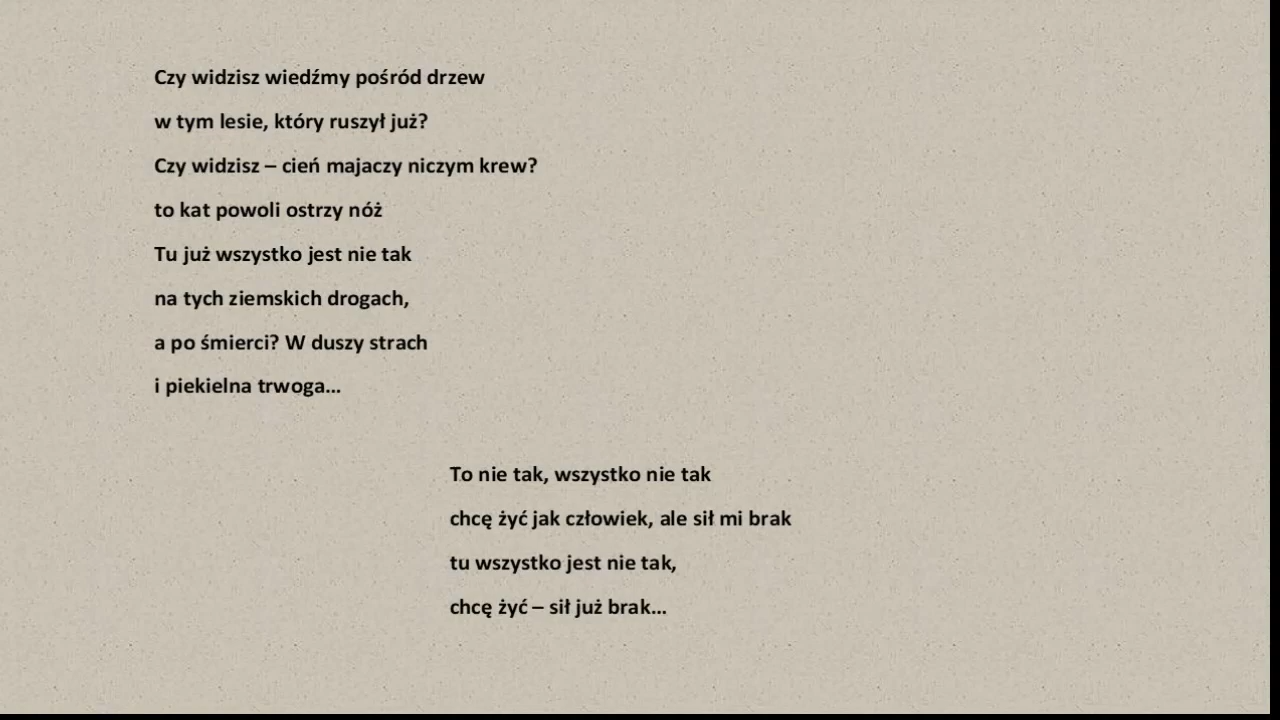 Czy widzisz wiedźmy pośród drzew
w tym lesie, który ruszył już?
Czy widzisz – cień majaczy niczym krew?
to kat powoli ostrzy nóż
Tu już wszystko jest nie tak
na tych ziemskich drogach,
a po śmierci? W duszy strach
i piekielna trwoga...
To nie tak, wszystko nie tak
chcę żyć jak człowiek, ale sił mi brak
tu wszystko jest nie tak,
chcę żyć – sił już brak...